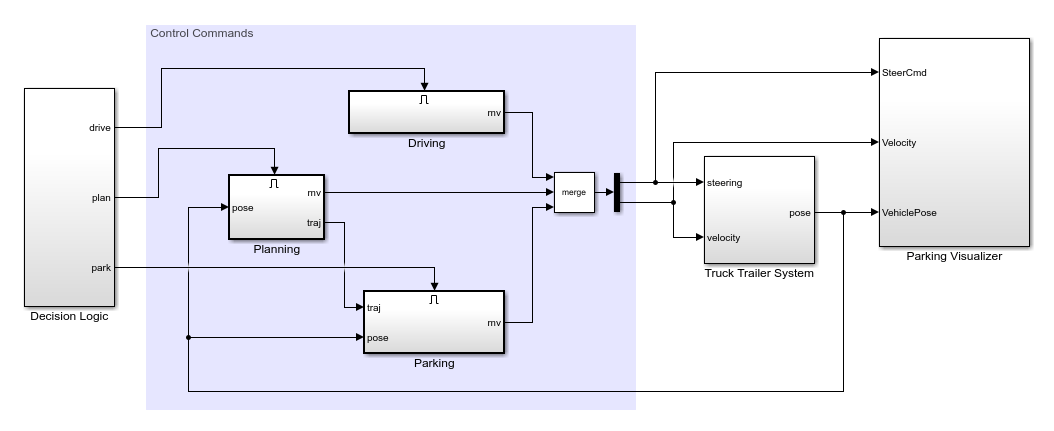 Control Commands
drive
plan
park
Decision Logic
mv
Driving
pose
mv
traj
Planning
traj
pose
mv
Parking
merge
steering
velocity
pose
Truck Trailer System
SteerCmd
Velocity
VehiclePose
Parking Visualizer